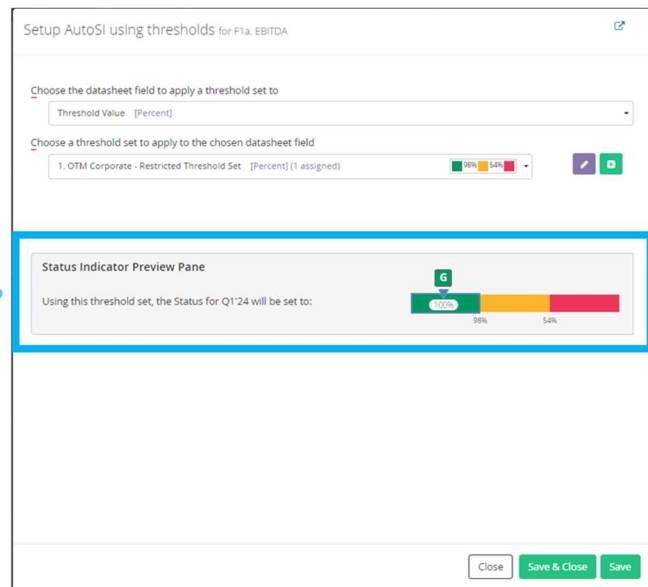 Setup AutoSI using thresholds for F1a. EBITDA
Choose the datasheet field to apply a threshold set to
Threshold Value [Percent]
Choose a threshold set to apply to the chosen datasheet field
1. OTM Corporate - Restricted Threshold Set [Percent] (1 assigned) 98% 54%
Status Indicator Preview Pane
G
Using this threshold set, the Status for Q1'24 will be set to:
100%
98% 54%
Close Save & Close Save